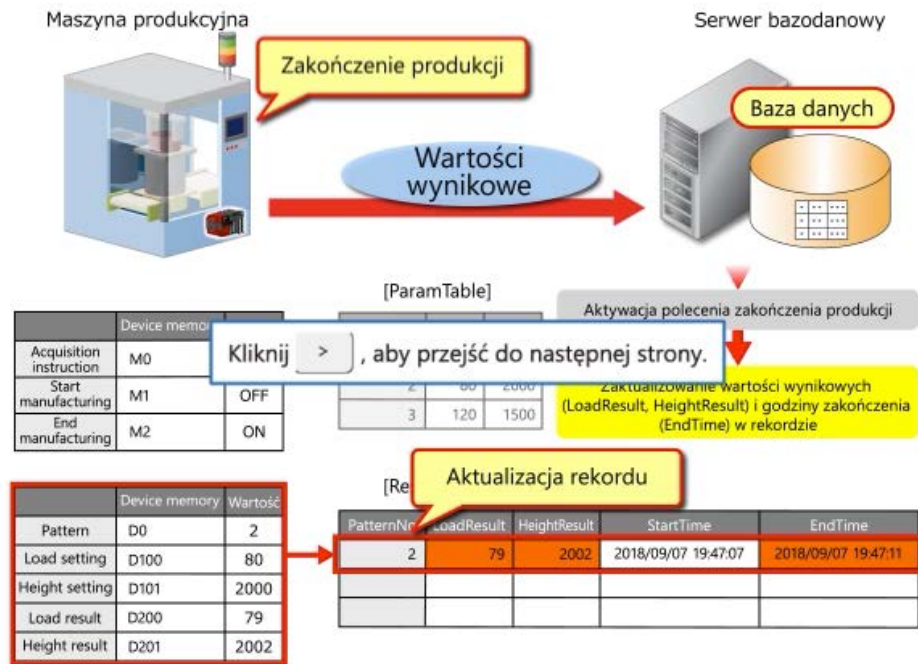 Maszyna produkcyjna
Serwer bazodanowy
Zakończenie produkcji
Baza danych
Wartości
wynikowe
[ParamTable]
Aktywacja polecenia zakończenia produkcji
Device memory
Acquisition
instruction
M0
Start
manufacturing
M1
OFF
End
manufacturing
M2
ON
Kliknij > , aby przejść do następnej strony.
2 80 2000
3 120 1500
Zaktualizowanie wartości wynikowych
(LoadResult, HeightResult) i godziny zakończenia
(EndTime) w rekordzie
Aktualizacja rekordu
Device memory Wartość
Pattern D0 2
Load setting D100 80
Height setting D101 2000
Load result D200 79
Height result D201 2002
[Re
PatternNo LoadResult HeightResult StartTime EndTime
2 79 2002 2018/09/07 19:47:07 2018/09/07 19:47:11